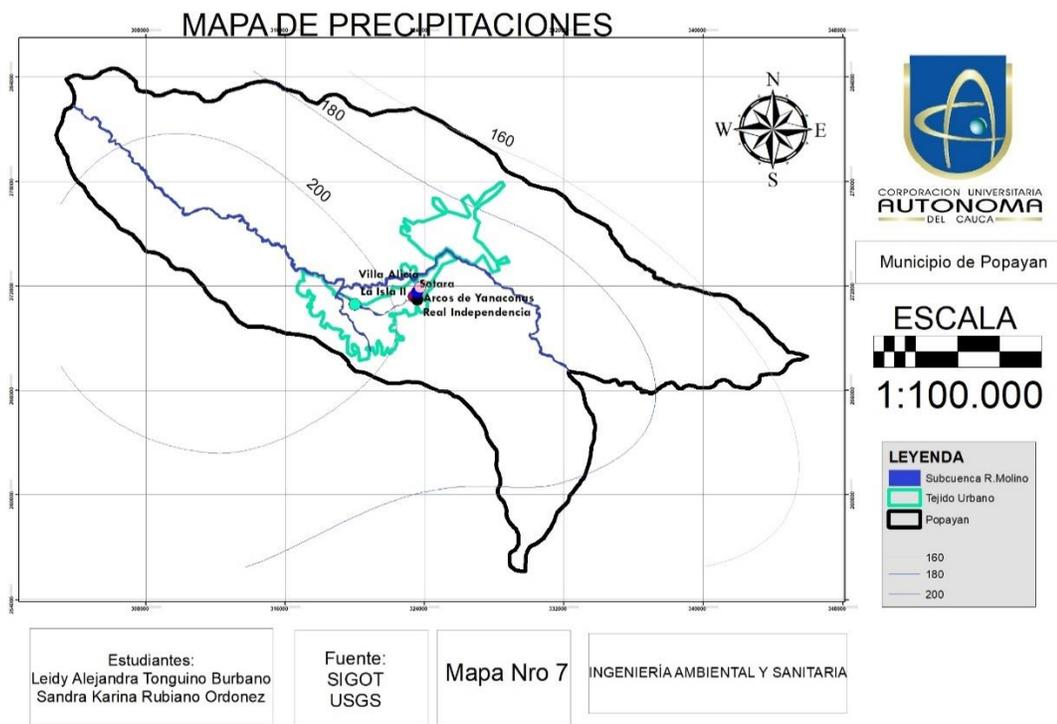 MAPA DE PRECIPITACIONES
180
160
200
N
W
E
S
Villa Alicia
La Isla II
Sotara
Arcos de Yanaconus
Real Independencia
CORPORACION UNIVERSITARIA
AUTONOMA
DEL CAUCA
Municipio de Popayan
ESCALA
1:100.000
LEYENDA
Subcuenca R.Molino
Tejido Urbano
Popayan
160
180
200
Estudiantes:
Leidy Alejandra Tonguino Burbano
Sandra Karina Rubiano Ordonez
Fuente:
SIGOT
USGS
Mapa Nro 7
INGENIERÍA AMBIENTAL Y SANITARIA